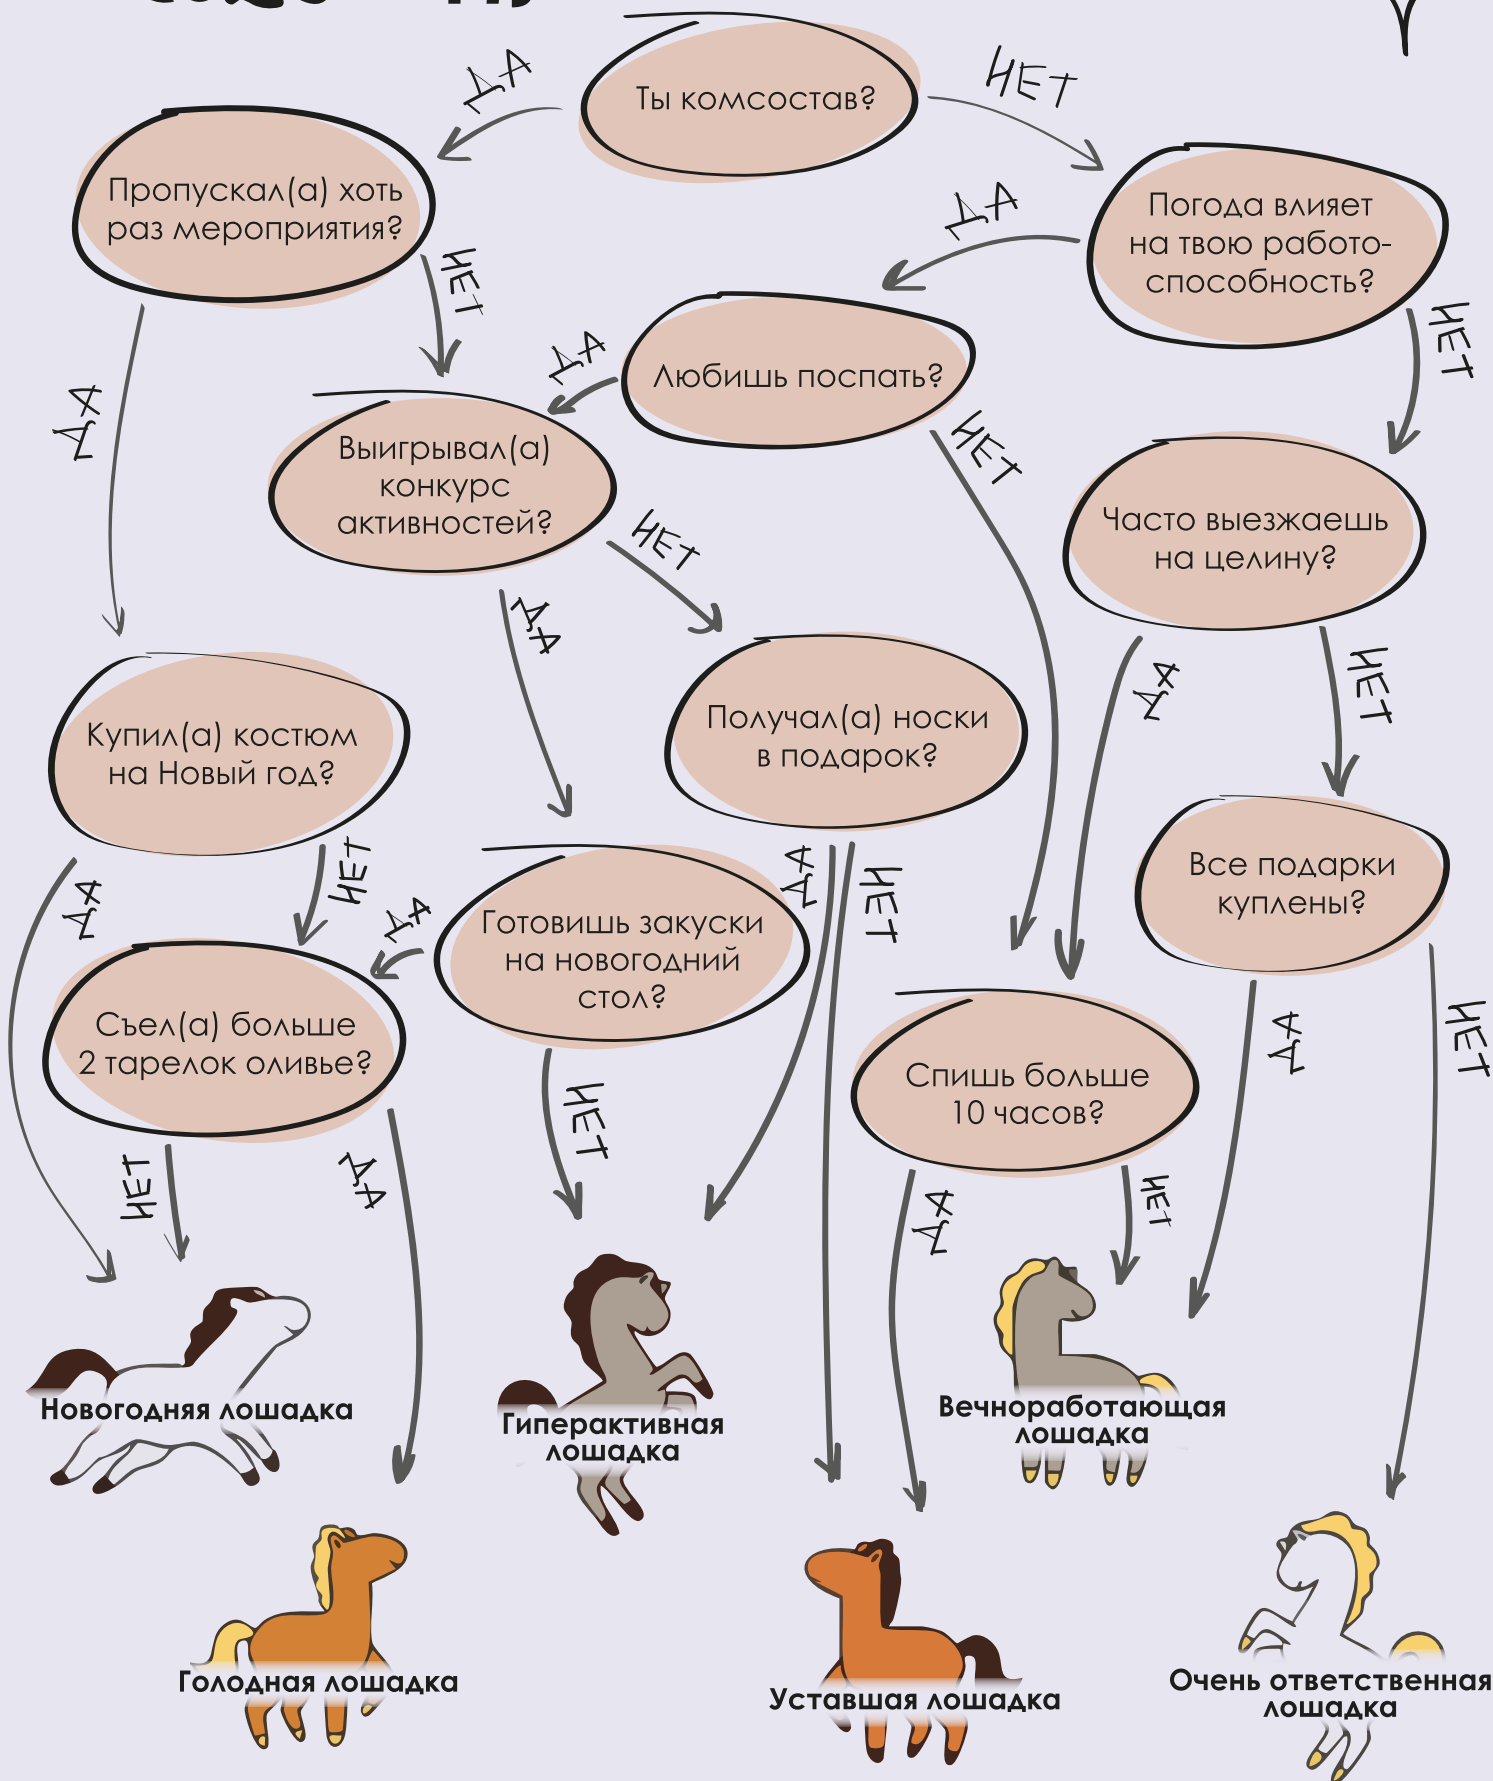 Ты комсостав?
ДА
НЕТ
Пропускал(а) хоть
раз мероприятия?
Погода влияет
на твою работо-
способность?
ДА
НЕТ
НЕТ
ДА
Любишь поспать?
ДА
НЕТ
Выигрывал(а)
конкурс
активностей?
НЕТ
ДА
Часто выезжаешь
на целину?
ДА
НЕТ
Купил(а) костюм
на Новый год?
Получал(а) носки
в подарок?
ДА
НЕТ
ДА
НЕТ
Все подарки
куплены?
ДА
НЕТ
Готовишь закуски
на новогодний
стол?
ДА
НЕТ
Съел(а) больше
2 тарелок оливье?
НЕТ
ДА
Спишь больше
10 часов?
ДА
НЕТ
Новогодняя лошадка
Гиперактивная
лошадка
Вечноработающая
лошадка
Голодная лошадка
Уставшая лошадка
Очень ответственная
лошадка